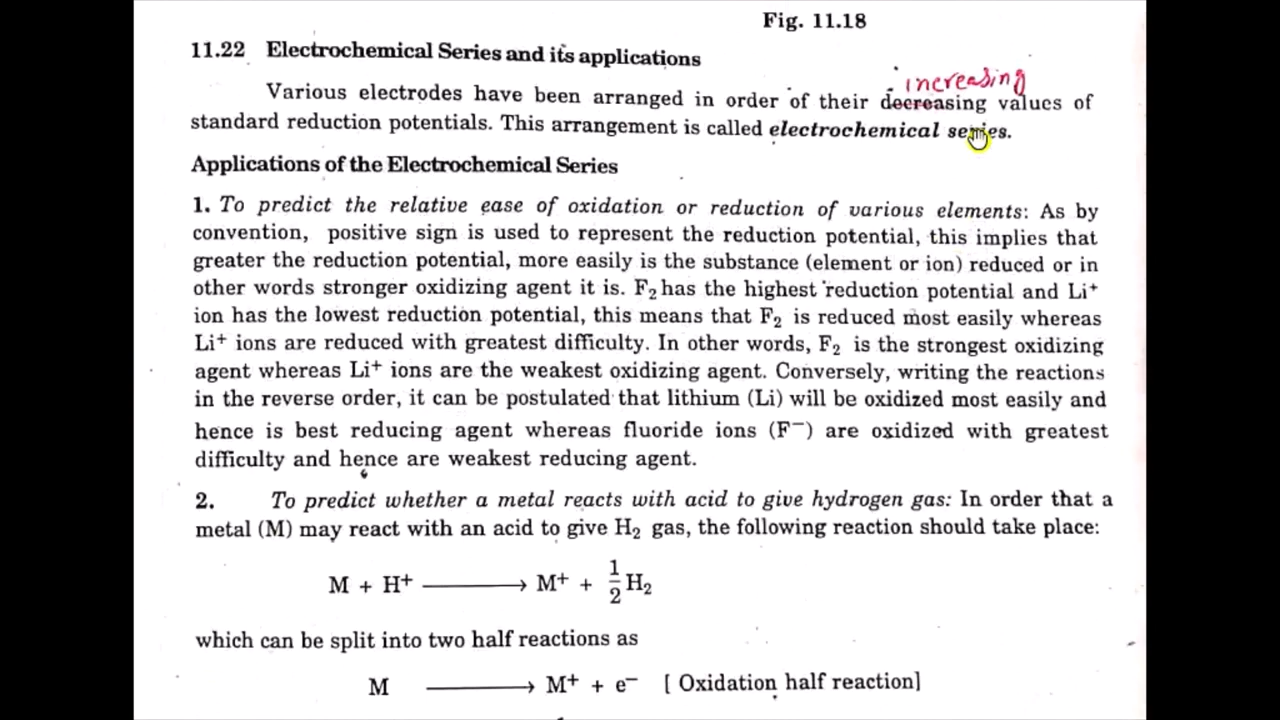 Fig. 11.18
11.22 Electrochemical Series and its applications
increasing
Various electrodes have been arranged in order of their decreasing values of
standard reduction potentials. This arrangement is called electrochemical series.
Applications of the Electrochemical Series
1. To predict the relative ease of oxidation or reduction of various elements: As by
convention, positive sign is used to represent the reduction potential, this implies that
greater the reduction potential, more easily is the substance (element or ion) reduced or in
other words stronger oxidizing agent it is. F₂ has the highest reduction potential and Li⁺
ion has the lowest reduction potential, this means that F₂ is reduced most easily whereas
Li⁺ ions are reduced with greatest difficulty. In other words, F₂ is the strongest oxidizing
agent whereas Li⁺ ions are the weakest oxidizing agent. Conversely, writing the reactions
in the reverse order, it can be postulated that lithium (Li) will be oxidized most easily and
hence is best reducing agent whereas fluoride ions (F⁻) are oxidized with greatest
difficulty and hence are weakest reducing agent.
2. To predict whether a metal reacts with acid to give hydrogen gas: In order that a
metal (M) may react with an acid to give H₂ gas, the following reaction should take place:
M + H⁺ ⟶ M⁺ + ½H₂
which can be split into two half reactions as
M ⟶ M⁺ + e⁻ [ Oxidation half reaction]